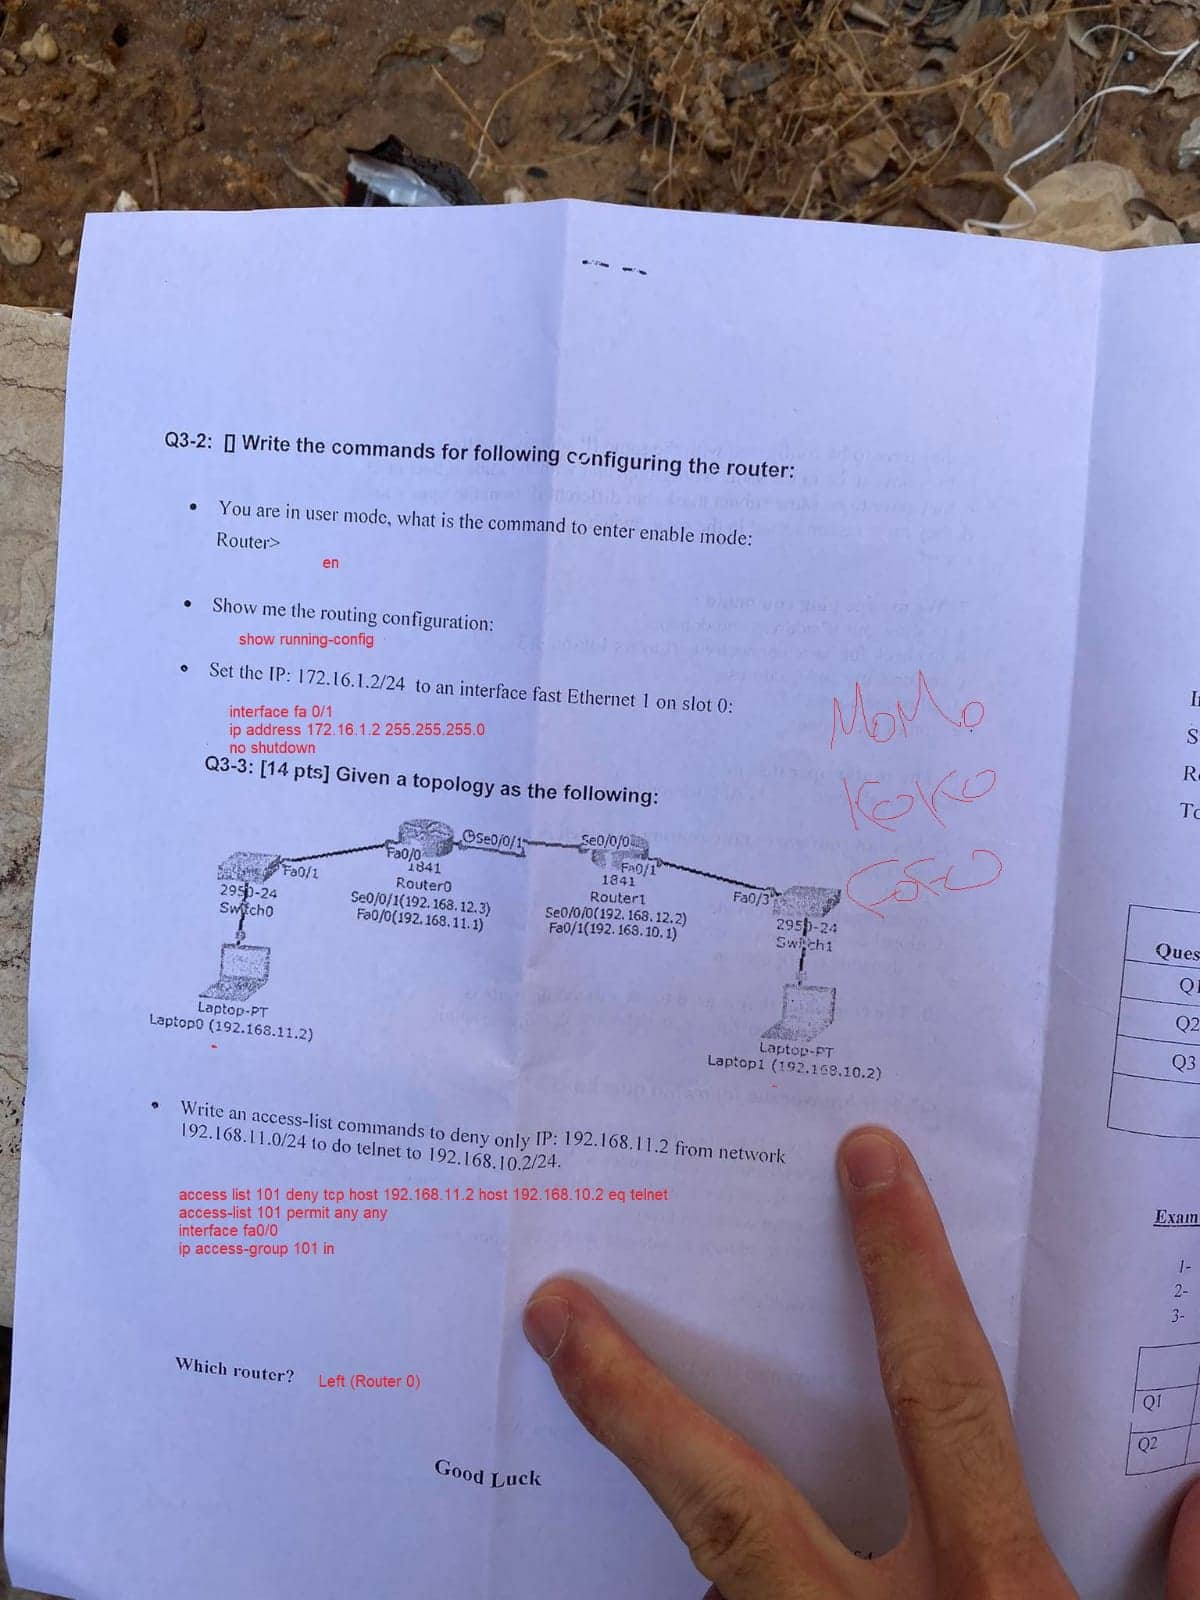 Q3-2: [] Write the commands for following configuring the router:
• You are in user mode, what is the command to enter enable mode:
Router>
en
• Show me the routing configuration:
show running-config
• Set the IP: 172.16.1.2/24 to an interface fast Ethernet 1 on slot 0:
interface fa 0/1
ip address 172.16.1.2 255.255.255.0
no shutdown
MoMo
KoKo
Q3-3: [14 pts] Given a topology as the following:
Fa0/1
2950-24
Switch0
Laptop-PT
Laptop0 (192.168.11.2)
Fa0/0
1841
Router0
Se0/0/1(192.168.12.3)
Fa0/0(192.168.11.1)
Se0/0/1
Se0/0/0
Fa0/1
1841
Router1
Se0/0/0(192.168.12.2)
Fa0/1(192.168.10.1)
Fa0/3
2950-24
Switch1
Laptop-PT
Laptop1 (192.168.10.2)
• Write an access-list commands to deny only IP: 192.168.11.2 from network
192.168.11.0/24 to do telnet to 192.168.10.2/24.
access list 101 deny tcp host 192.168.11.2 host 192.168.10.2 eq telnet
access-list 101 permit any any
interface fa0/0
ip access-group 101 in
Which router?
Left (Router 0)
Good Luck
Ques
Q1
Q2
Q3
Exam
1-
2-
3-
Q1
Q2